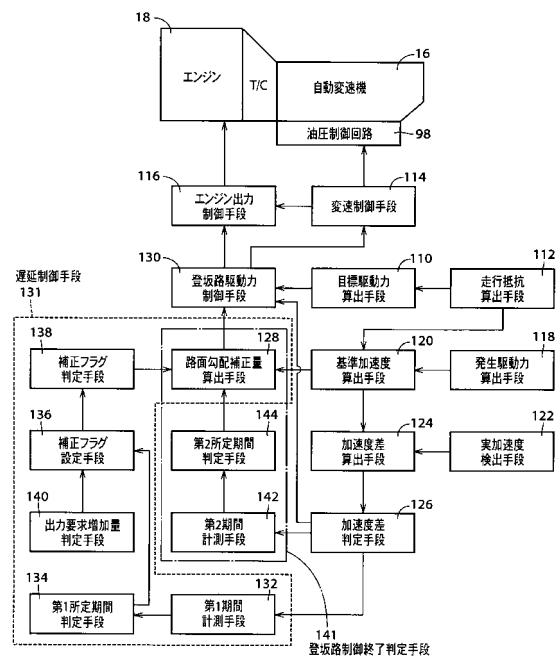 18
エンジン
T/C
16
自動変速機
油圧制御回路
98
116
エンジン出力
制御手段
114
変速制御手段
遅延制御手段
131
130
登坂路駆動力
制御手段
110
目標駆動力
算出手段
112
走行抵抗
算出手段
138
補正フラグ
判定手段
128
路面勾配補正量
算出手段
120
基準加速度
算出手段
118
発生駆動力
算出手段
136
補正フラグ
設定手段
144
第2所定期間
判定手段
124
加速度差
算出手段
122
実加速度
検出手段
140
出力要求増加量
判定手段
142
第2期間
計測手段
126
加速度差
判定手段
134
第1所定期間
判定手段
132
第1期間
計測手段
141
登坂路制御終了判定手段